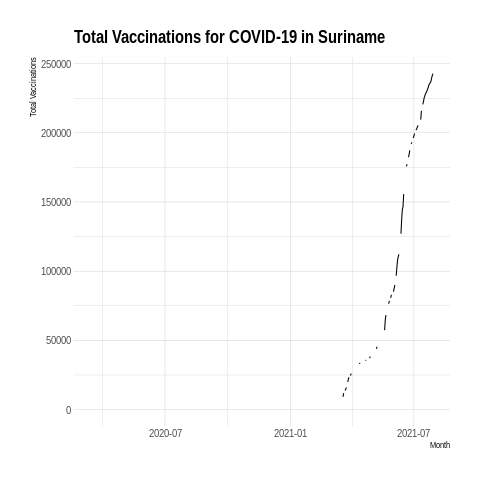 Total Vaccinations for COVID-19 in Suriname
Total Vaccinations
250000
200000
150000
100000
50000
0
2020-07 2021-01 2021-07
Month